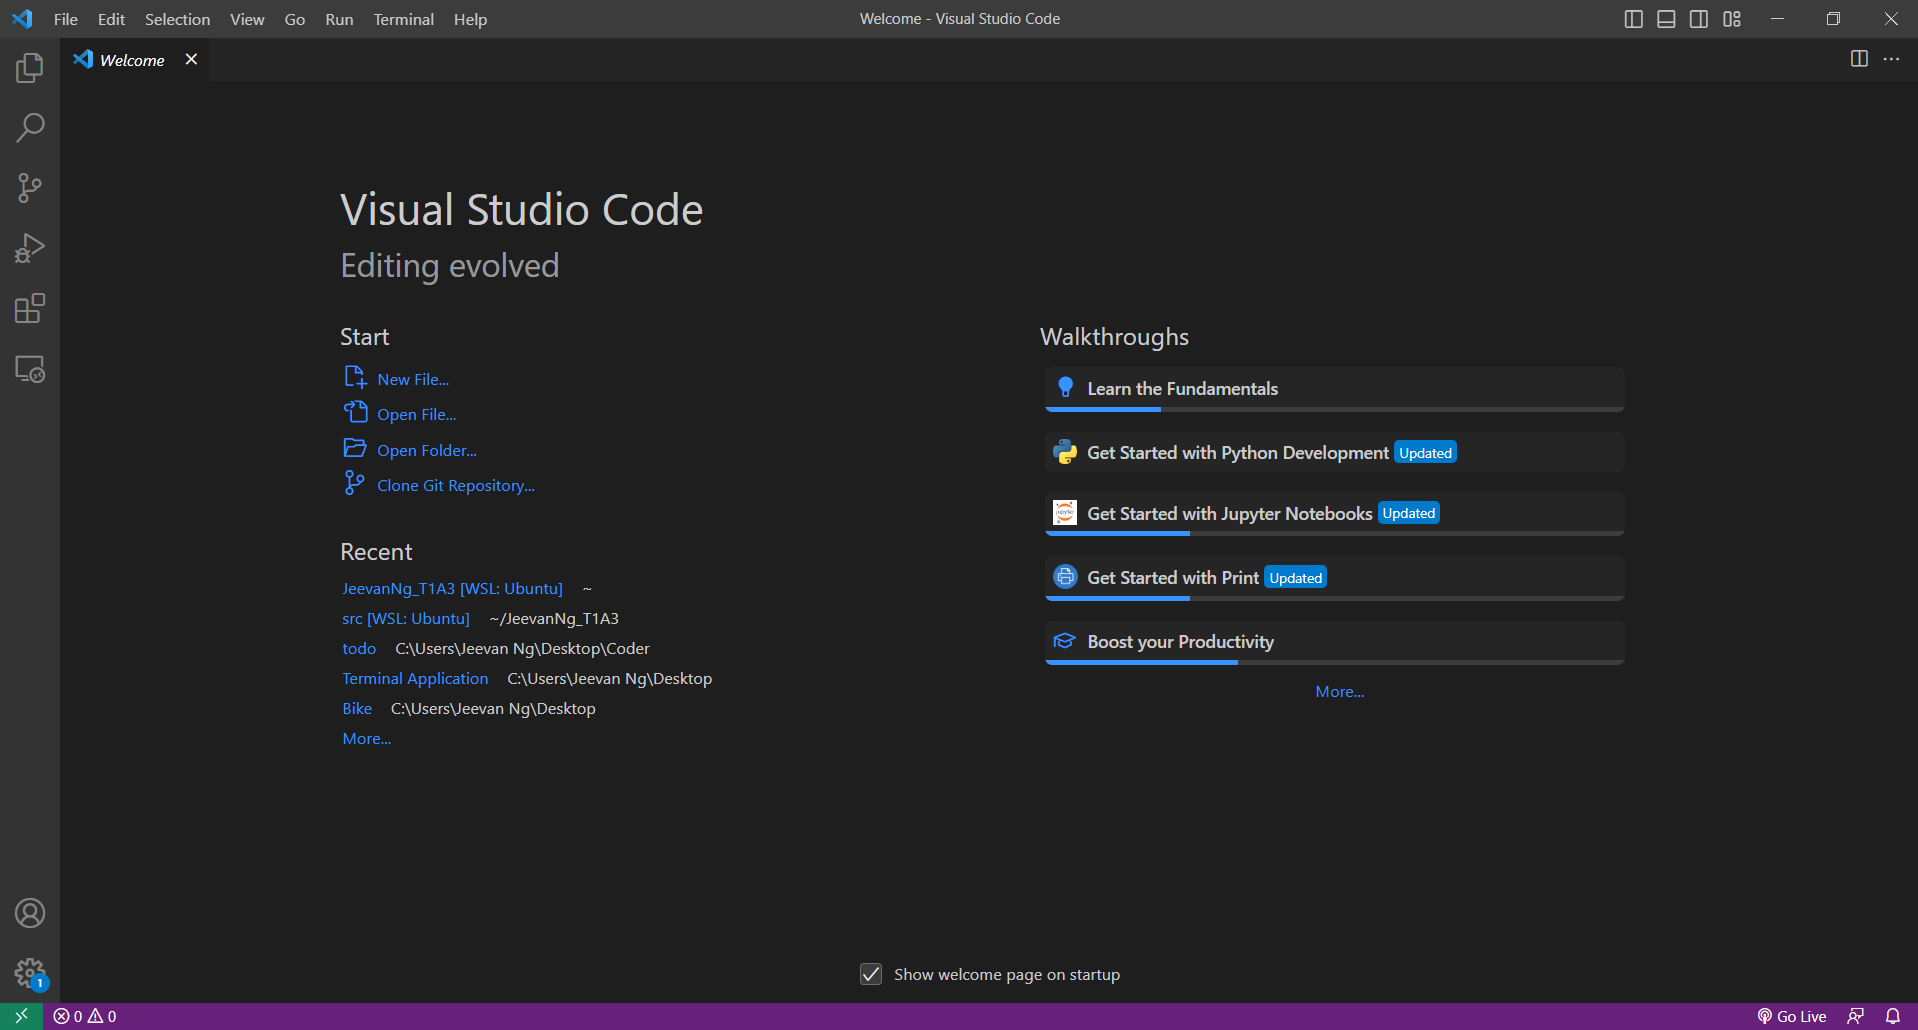 File Edit Selection View Go Run Terminal Help
Welcome - Visual Studio Code
Welcome
Visual Studio Code
Editing evolved
Start
New File...
Open File...
Open Folder...
Clone Git Repository...
Recent
JeevanNg_T1A3 [WSL: Ubuntu] ~
src [WSL: Ubuntu] ~/JeevanNg_T1A3
todo C:\Users\Jeevan Ng\Desktop\Coder
Terminal Application C:\Users\Jeevan Ng\Desktop
Bike C:\Users\Jeevan Ng\Desktop
More...
Walkthroughs
Learn the Fundamentals
Get Started with Python Development Updated
jupyter
Get Started with Jupyter Notebooks Updated
Get Started with Print Updated
Boost your Productivity
More...
Show welcome page on startup
1
0 0
Go Live